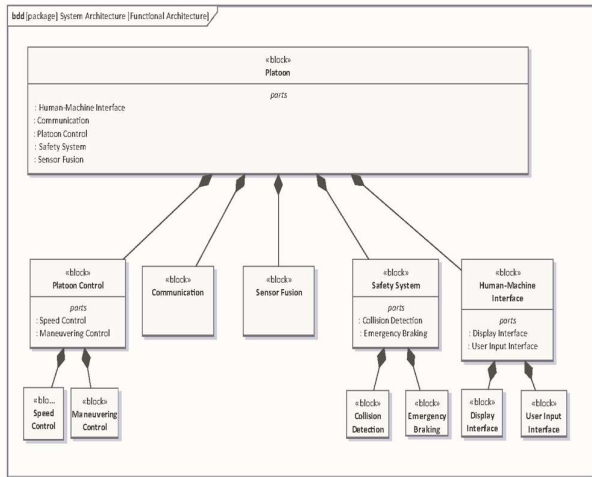 bdd [package] System Architecture [Functional Architecture]
«block»
Platoon
parts
: Human-Machine Interface
: Communication
: Platoon Control
: Safety System
: Sensor Fusion
«block»
Platoon Control
parts
: Speed Control
: Maneuvering Control
«block»
Communication
«block»
Sensor Fusion
«block»
Safety System
parts
: Collision Detection
: Emergency Braking
«block»
Human-Machine
Interface
parts
: Display Interface
: User Input Interface
«blo...
Speed
Control
«block»
Maneuvering
Control
«block»
Collision
Detection
«block»
Emergency
Braking
«block»
Display
Interface
«block»
User Input
Interface